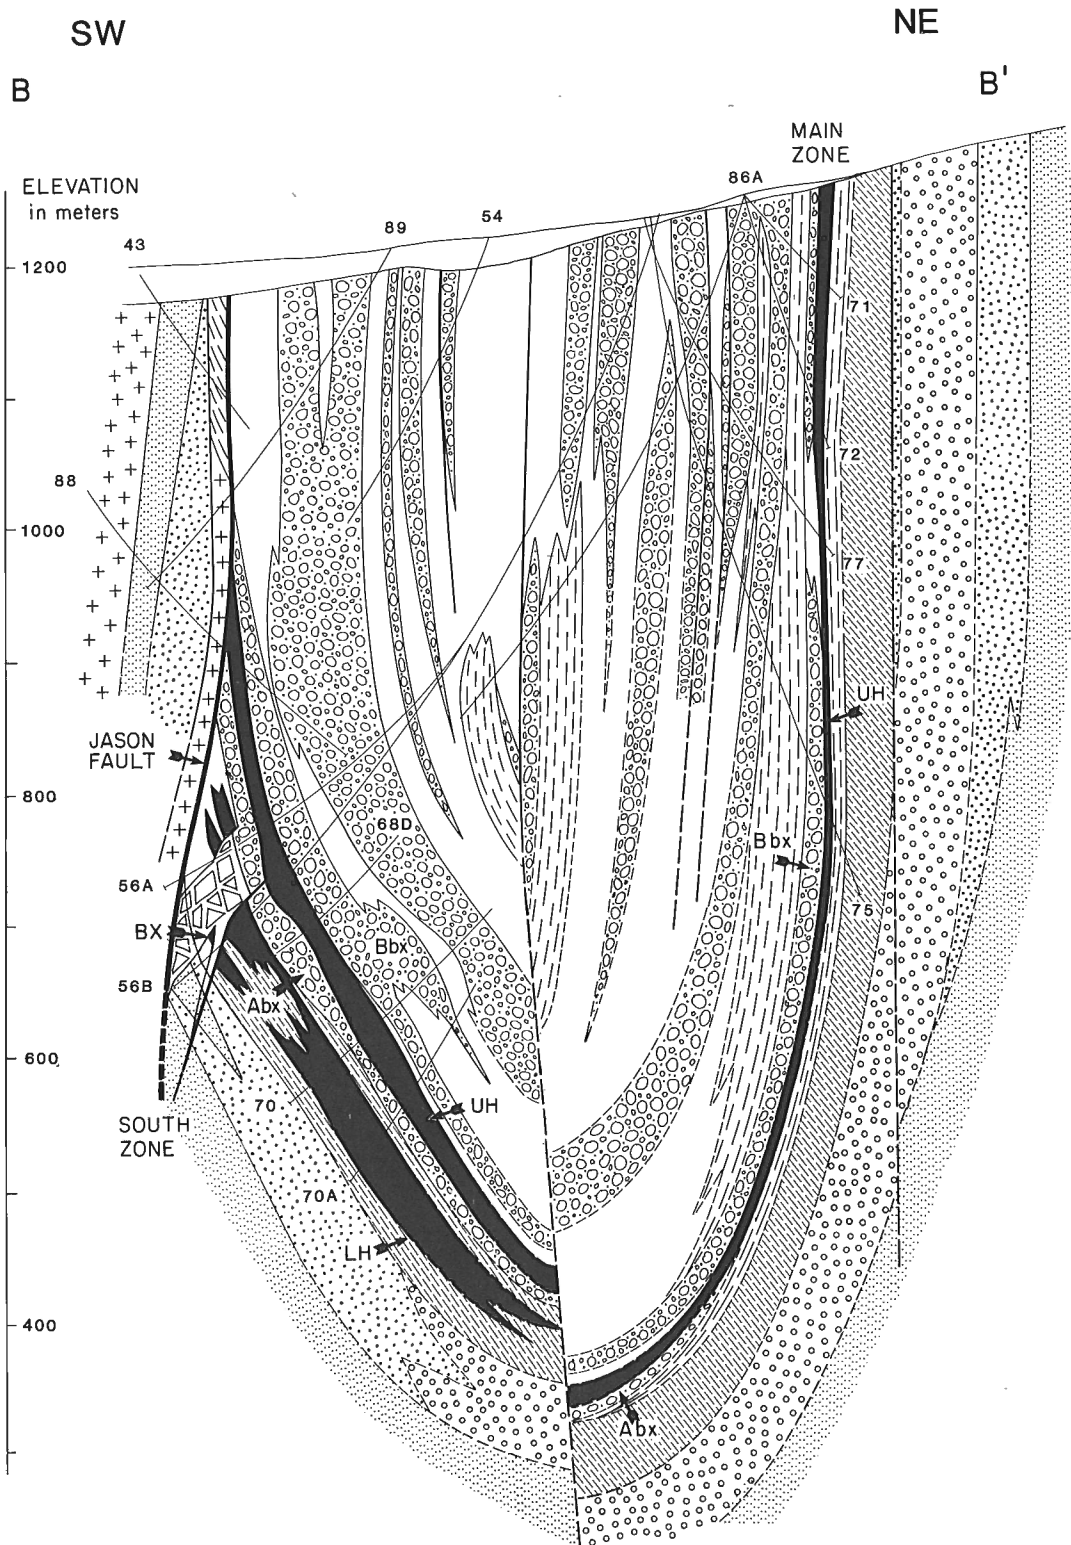 SW
NE
B
B'
MAIN
ZONE
ELEVATION
in meters
86A
43
89
54
1200
71
72
88
1000
77
UH
JASON
FAULT
800
68D
Bbx
56A
75
BX
Bbx
56B
Abx
600
70
UH
SOUTH
ZONE
70A
LH
400
Abx